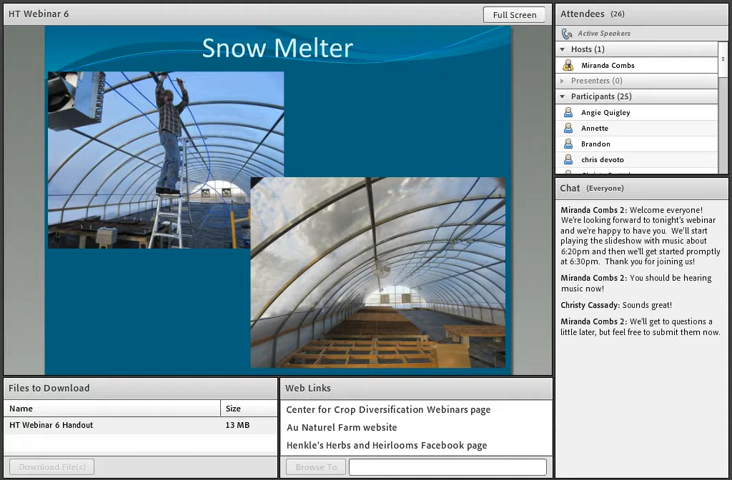 HT Webinar 6
Full Screen
Snow Melter
Files to Download
Name Size
HT Webinar 6 Handout 13 MB
Download File(s)
Web Links
Center for Crop Diversification Webinars page
Au Naturel Farm website
Henkle's Herbs and Heirlooms Facebook page
Browse To
Attendees (26)
Active Speakers
Hosts (1)
Miranda Combs
Presenters (0)
Participants (25)
Angie Quigley
Annette
Brandon
chris devoto
Chat (Everyone)
Miranda Combs 2: Welcome everyone!
We're looking forward to tonight's webinar
and we're happy to have you. We'll start
playing the slideshow with music about
6:20pm and then we'll get started promptly
at 6:30pm. Thank you for joining us!
Miranda Combs 2: You should be hearing
music now!
Christy Cassady: Sounds great!
Miranda Combs 2: We'll get to questions a
little later, but feel free to submit them now.